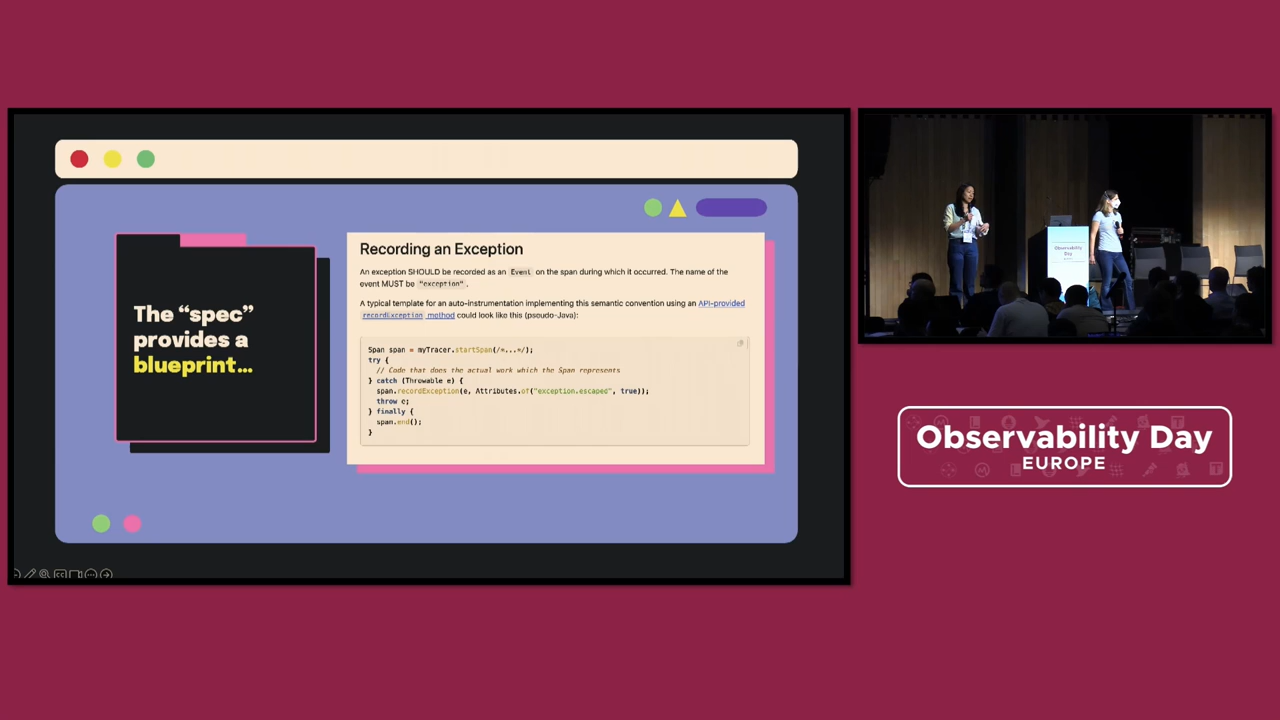 The “spec”
provides a
blueprint...
Recording an Exception
An exception SHOULD be recorded as an Event on the span during which it occurred. The name of the
event MUST be "exception".
A typical template for an auto-instrumentation implementing this semantic convention using an API-provided
recordException method could look like this (pseudo-Java):
Span span = myTracer.startSpan(/*...*/);
try {
// Code that does the actual work which the Span represents
} catch (Throwable e) {
span.recordException(e, Attributes.of("exception.escaped", true));
throw e;
} finally {
span.end();
}
Observability
Day
Observability Day
EUROPE